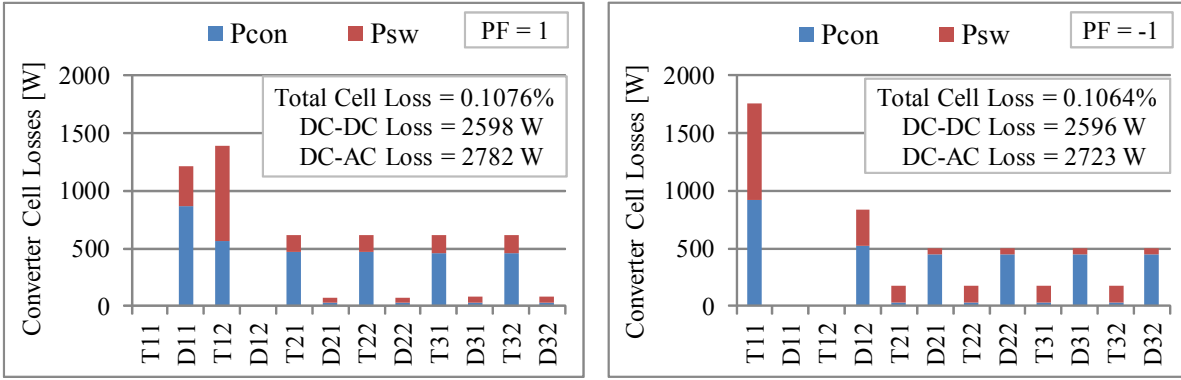 Pcon Psw PF = 1
Converter Cell Losses [W]
2000
1500
1000
500
0
Total Cell Loss = 0.1076%
DC-DC Loss = 2598 W
DC-AC Loss = 2782 W
T11 D11 T12 D12 T21 D21 T22 D22 T31 D31 T32 D32
Pcon Psw PF = -1
Converter Cell Losses [W]
2000
1500
1000
500
0
Total Cell Loss = 0.1064%
DC-DC Loss = 2596 W
DC-AC Loss = 2723 W
T11 D11 T12 D12 T21 D21 T22 D22 T31 D31 T32 D32